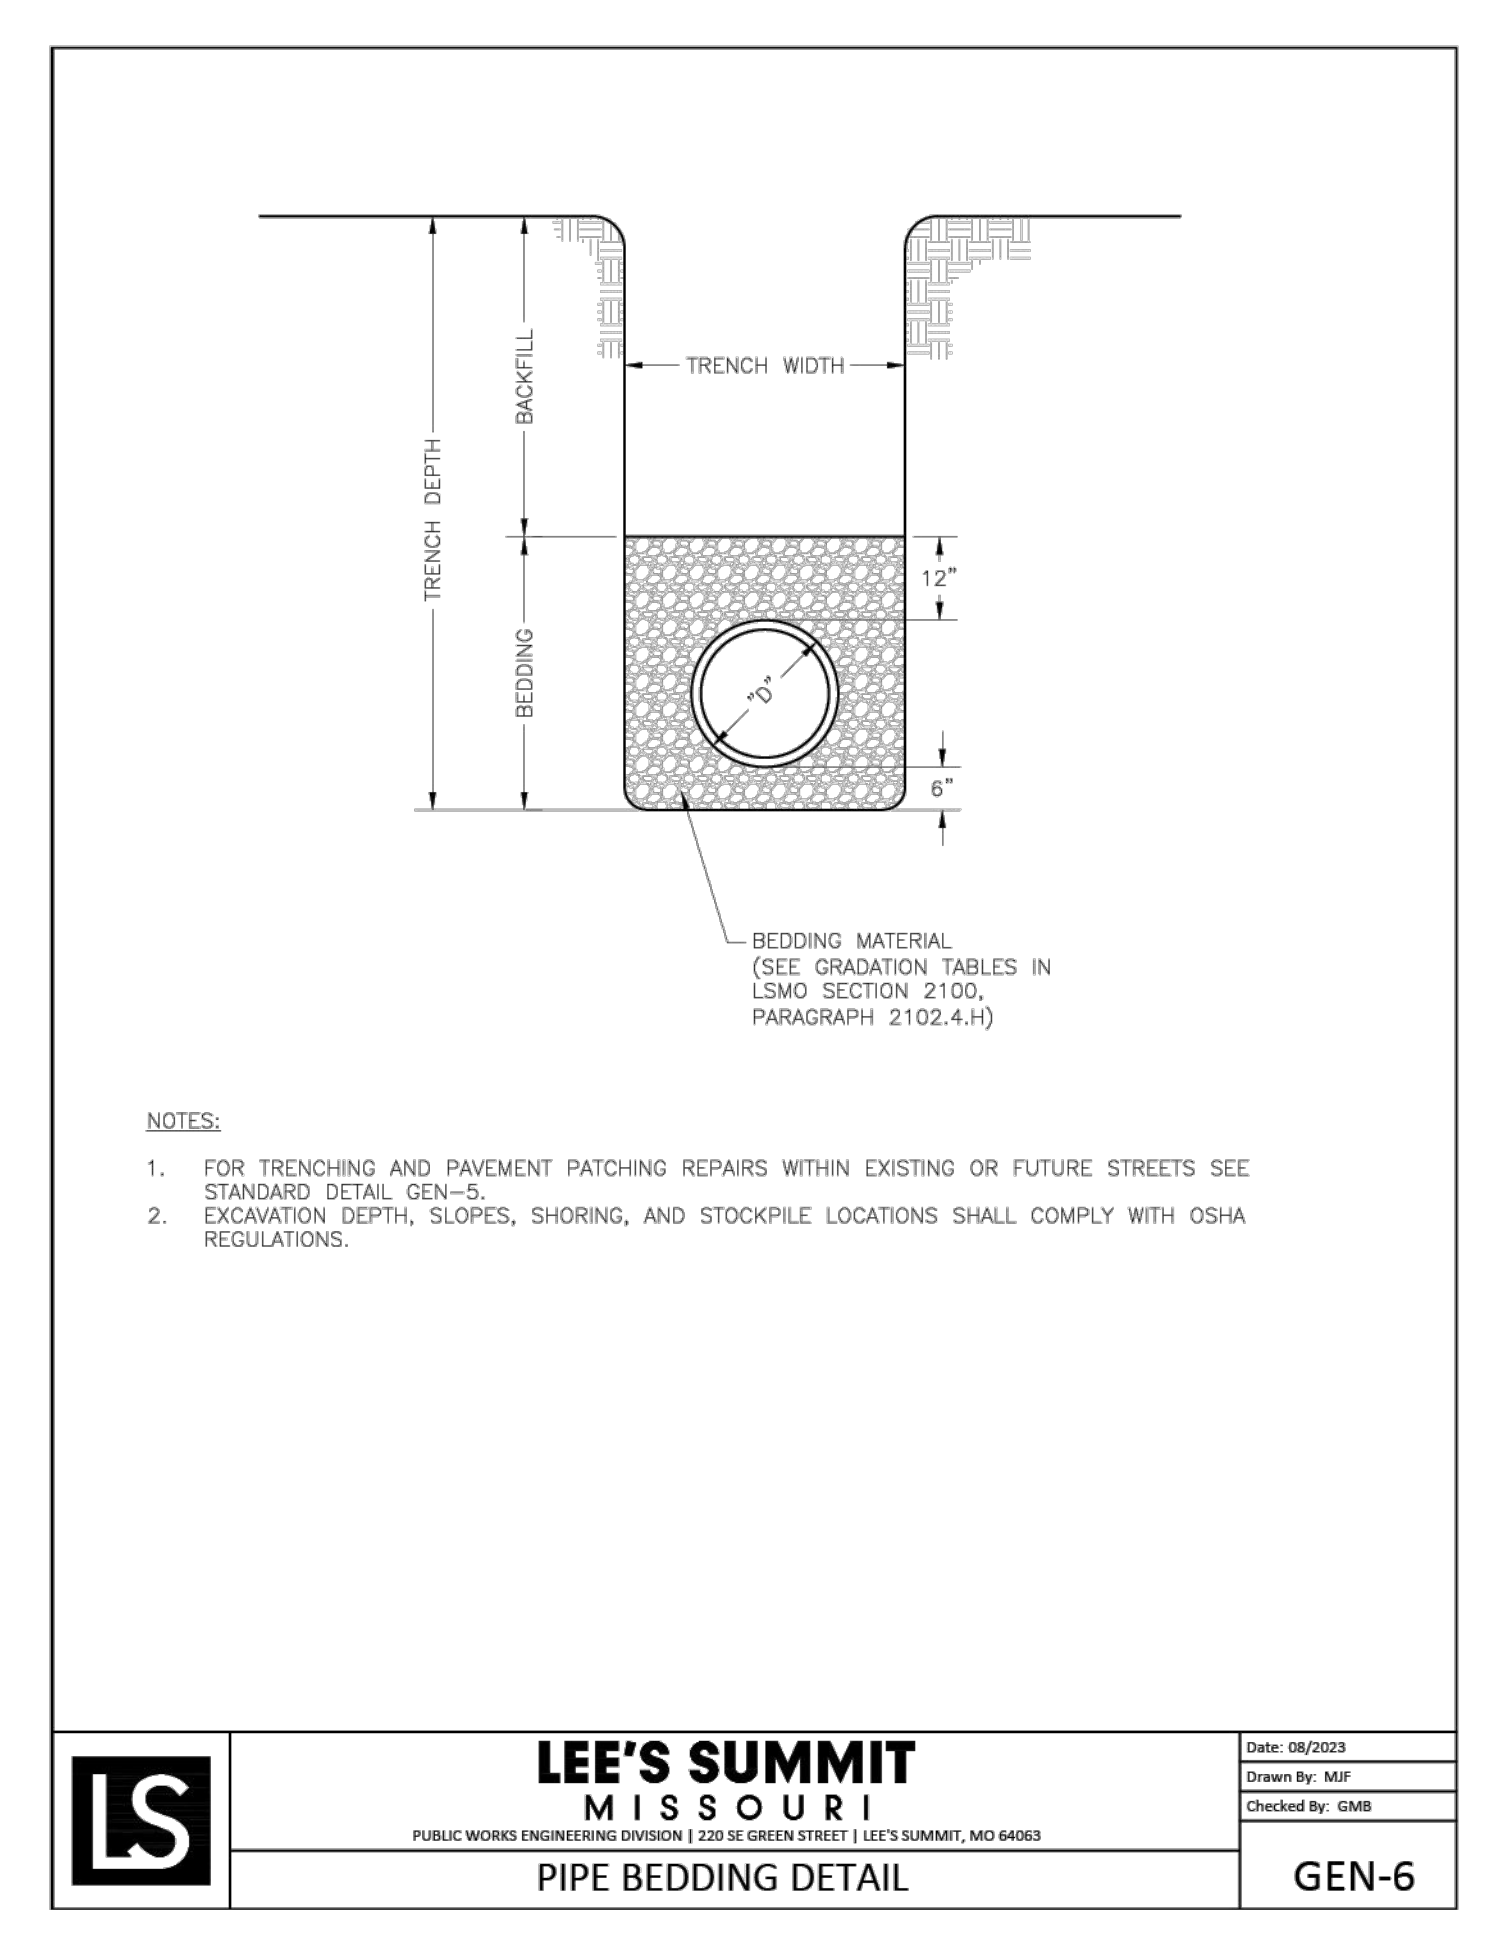 TRENCH DEPTH
BACKFILL
BEDDING
TRENCH WIDTH
12"
"D"
6"
BEDDING MATERIAL
(SEE GRADATION TABLES IN
LSMO SECTION 2100,
PARAGRAPH 2102.4.H)
NOTES:
1. FOR TRENCHING AND PAVEMENT PATCHING REPAIRS WITHIN EXISTING OR FUTURE STREETS SEE
STANDARD DETAIL GEN-5.
2. EXCAVATION DEPTH, SLOPES, SHORING, AND STOCKPILE LOCATIONS SHALL COMPLY WITH OSHA
REGULATIONS.
LS
LEE'S SUMMIT
MISSOURI
PUBLIC WORKS ENGINEERING DIVISION | 220 SE GREEN STREET | LEE'S SUMMIT, MO 64063
PIPE BEDDING DETAIL
Date: 08/2023
Drawn By: MJF
Checked By: GMB
GEN-6